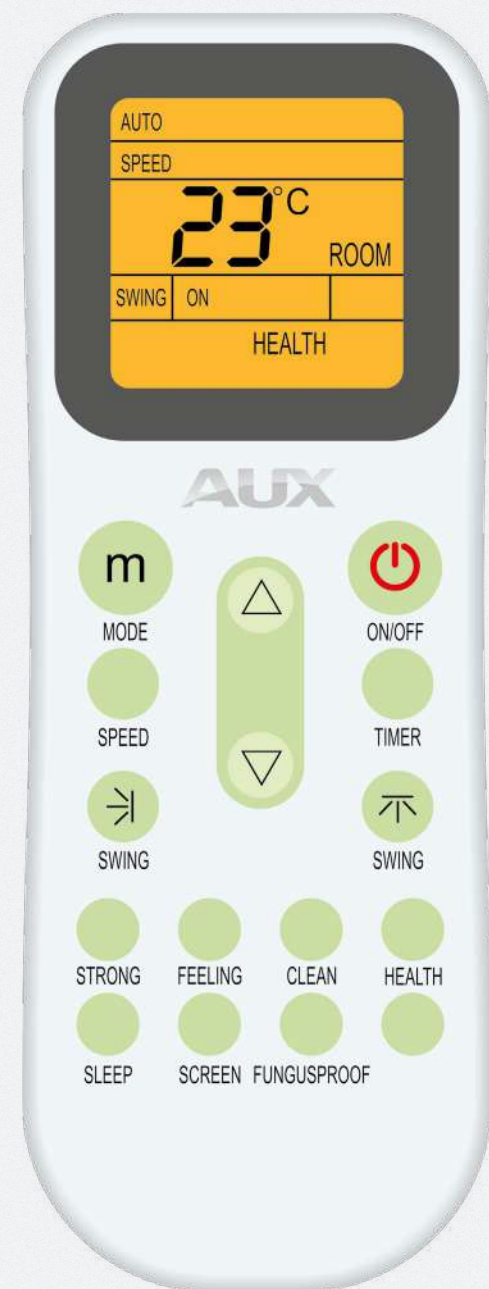 AUTO
SPEED
23°C
ROOM
SWING ON
HEALTH
AUX
m
MODE
ON/OFF
SPEED
TIMER
SWING
SWING
STRONG FEELING CLEAN HEALTH
SLEEP SCREEN FUNGUSPROOF